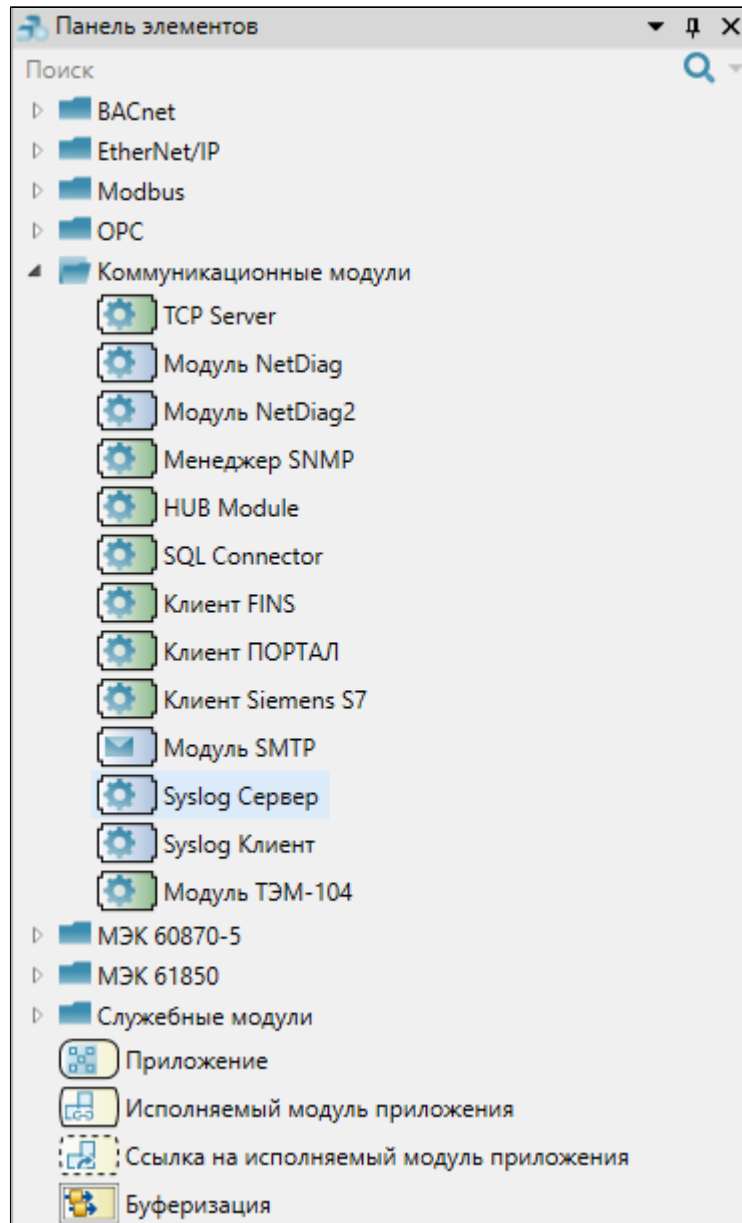 Панель элементов
Поиск
BACnet
EtherNet/IP
Modbus
OPC
Коммуникационные модули
TCP Server
Модуль NetDiag
Модуль NetDiag2
Менеджер SNMP
HUB Module
SQL Connector
Клиент FINS
Клиент ПОРТАЛ
Клиент Siemens S7
Модуль SMTP
Syslog Сервер
Syslog Клиент
Модуль ТЭМ-104
МЭК 60870-5
МЭК 61850
Служебные модули
Приложение
Исполняемый модуль приложения
Ссылка на исполняемый модуль приложения
Буферизация